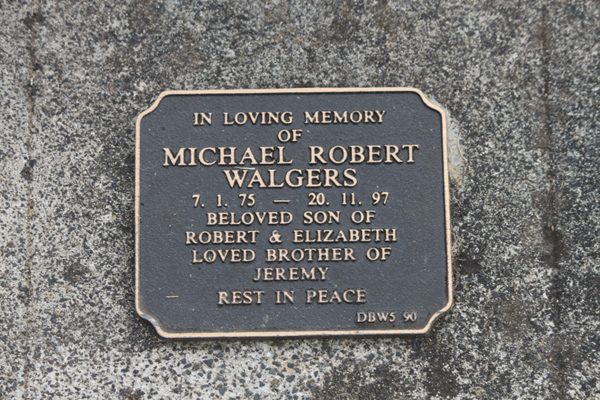 IN LOVING MEMORY
OF
MICHAEL ROBERT
WALGERS
7. 1. 75 — 20. 11. 97
BELOVED SON OF
ROBERT & ELIZABETH
LOVED BROTHER OF
JEREMY
REST IN PEACE
DBW5 90